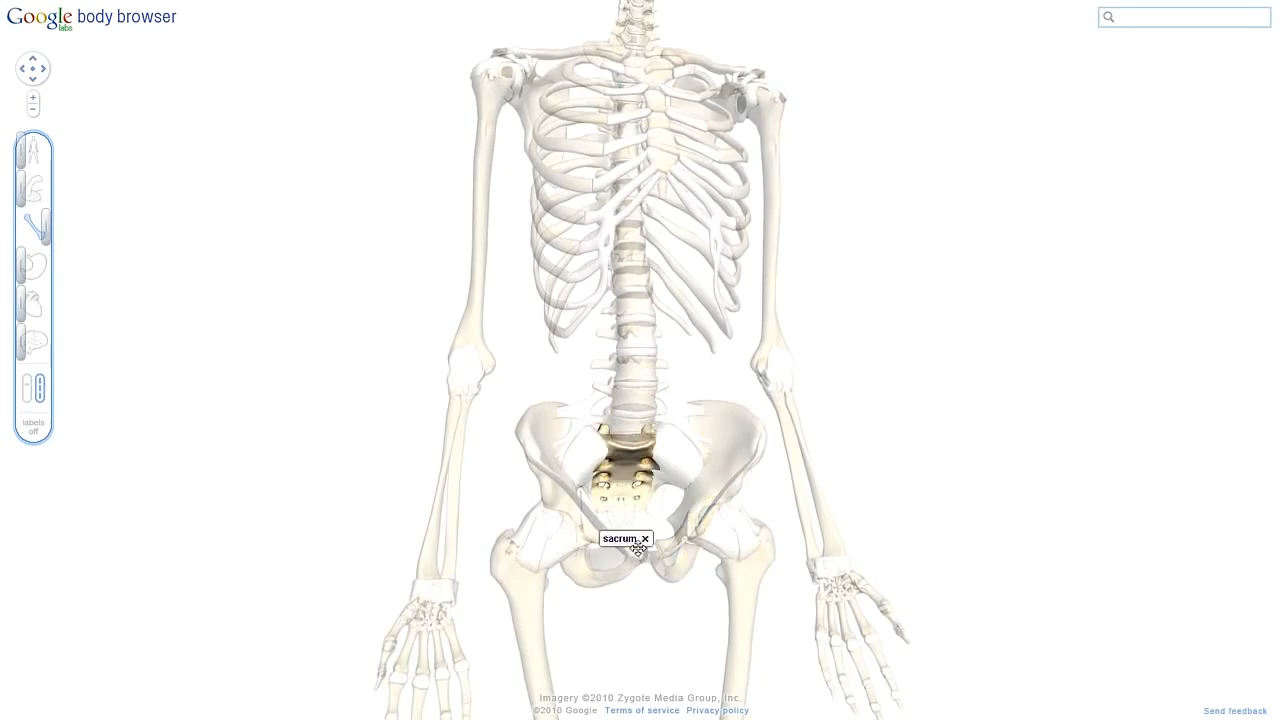 Google labs body browser
+
−
labels
off
sacrum ×
Imagery ©2010 Zygote Media Group, Inc.
©2010 Google Terms of service Privacy policy
Send feedback